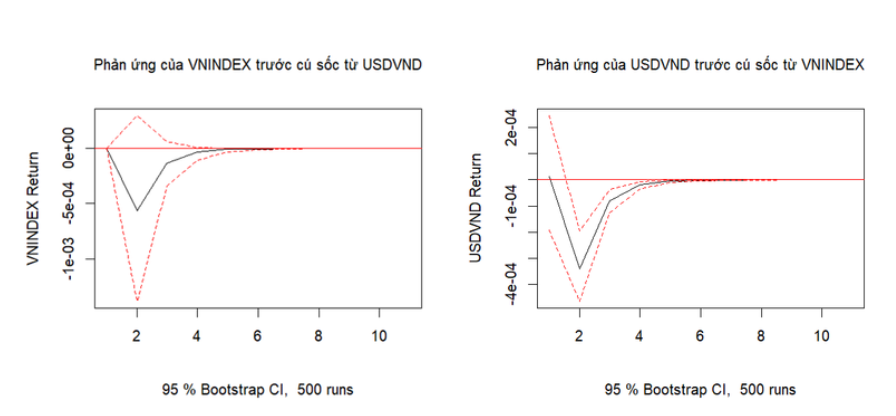 Phản ứng của VNINDEX trước cú sốc từ USDVND
VNINDEX Return
0e+00
-5e-04
-1e-03
2 4 6 8 10
95 % Bootstrap CI, 500 runs
Phản ứng của USDVND trước cú sốc từ VNINDEX
USDVND Return
2e-04
-1e-04
-4e-04
2 4 6 8 10
95 % Bootstrap CI, 500 runs